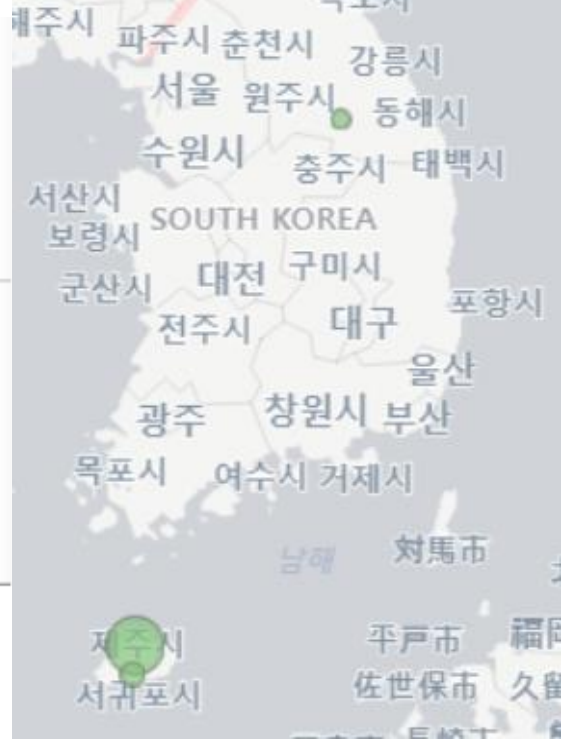 파주시 춘천시
강릉시
서울 원주시
동해시
수원시
충주시 태백시
서산시
SOUTH KOREA
보령시
구미시
대전
군산시
포항시
전주시
대구
울산
광주
창원시 부산
목포시
여수시 거제시
対馬市
남해
평戸市
제주시
佐世保市
서귀포시